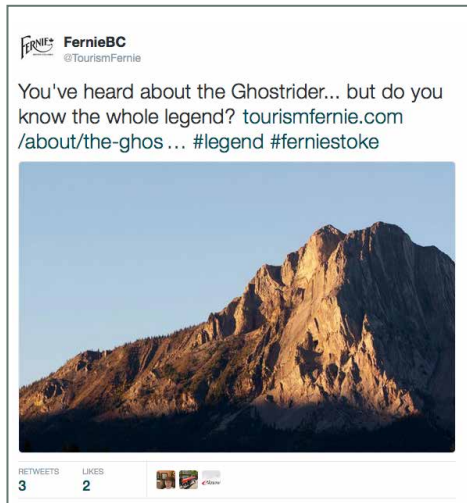 FERNIE
FernieBC
@TourismFernie
You've heard about the Ghostrider... but do you
know the whole legend? tourismfernie.com
/about/the-ghos ... #legend #ferniestoke
RETWEETS LIKES
3 2